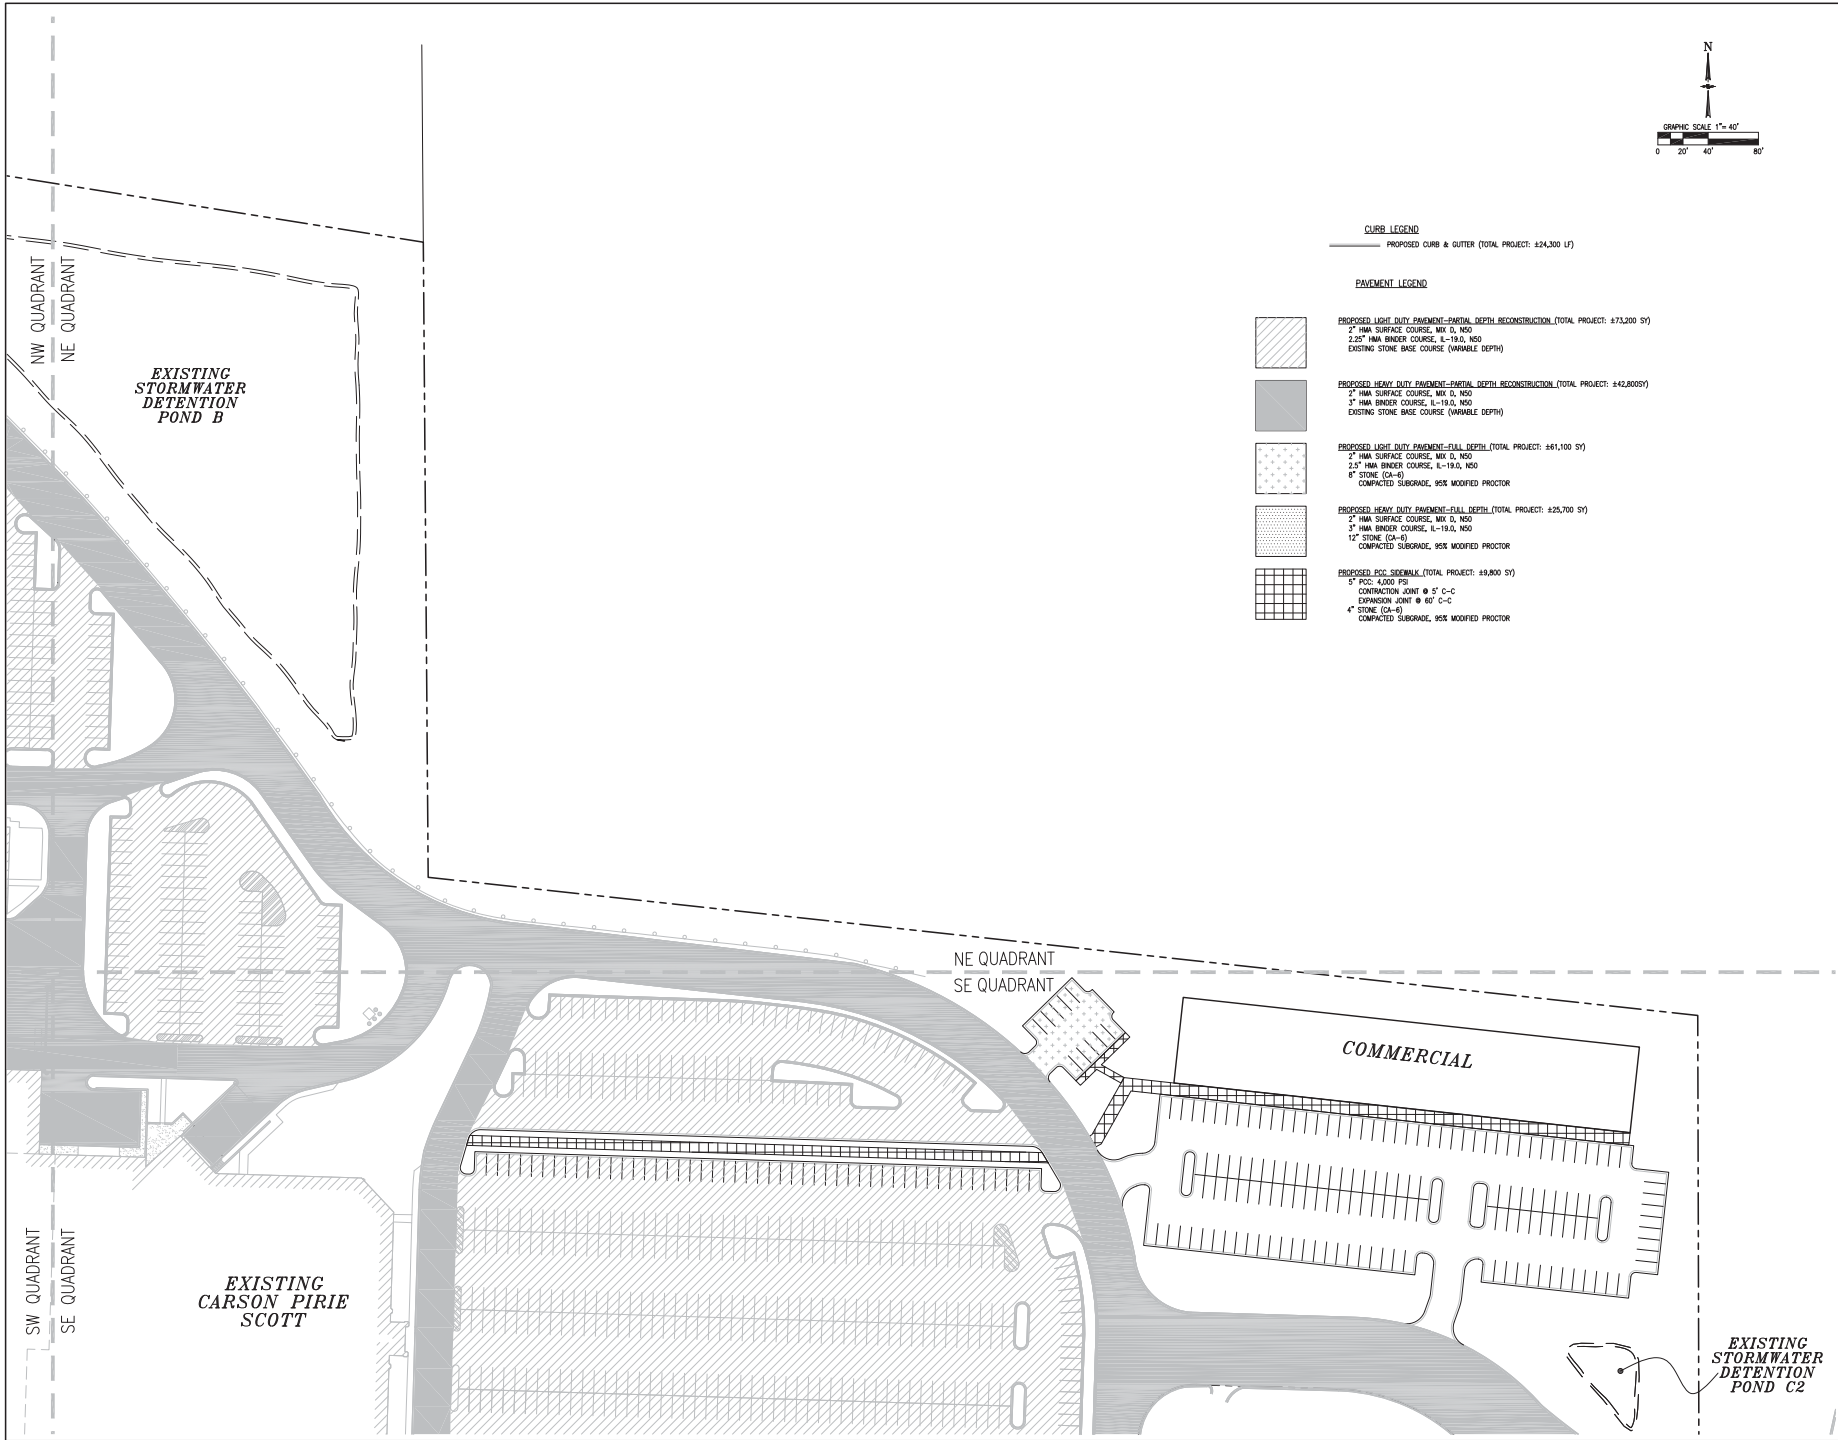 N
GRAPHIC SCALE 1"= 40'
0 20' 40' 80'
CURB LEGEND
PROPOSED CURB & GUTTER (TOTAL PROJECT: ±24,300 LF)
PAVEMENT LEGEND
PROPOSED LIGHT DUTY PAVEMENT-PARTIAL DEPTH RECONSTRUCTION (TOTAL PROJECT: ±73,200 SY)
2" HMA SURFACE COURSE, MIX D, N50
2.25" HMA BINDER COURSE, IL-19.0, N50
EXISTING STONE BASE COURSE (VARIABLE DEPTH)
PROPOSED HEAVY DUTY PAVEMENT-PARTIAL DEPTH RECONSTRUCTION (TOTAL PROJECT: ±42,800SY)
2" HMA SURFACE COURSE, MIX D, N50
3" HMA BINDER COURSE, IL-19.0, N50
EXISTING STONE BASE COURSE (VARIABLE DEPTH)
PROPOSED LIGHT DUTY PAVEMENT-FULL DEPTH (TOTAL PROJECT: ±61,100 SY)
2" HMA SURFACE COURSE, MIX D, N50
2.5" HMA BINDER COURSE, IL-19.0, N50
8" STONE (CA-6)
COMPACTED SUBGRADE, 95% MODIFIED PROCTOR
PROPOSED HEAVY DUTY PAVEMENT-FULL DEPTH (TOTAL PROJECT: ±25,700 SY)
2" HMA SURFACE COURSE, MIX D, N50
3" HMA BINDER COURSE, IL-19.0, N50
12" STONE (CA-6)
COMPACTED SUBGRADE, 95% MODIFIED PROCTOR
PROPOSED PCC SIDEWALK (TOTAL PROJECT: ±9,800 SY)
5" PCC: 4,000 PSI
CONTRACTION JOINT @ 5' C-C
EXPANSION JOINT @ 60' C-C
4" STONE (CA-6)
COMPACTED SUBGRADE, 95% MODIFIED PROCTOR
NW QUADRANT
NE QUADRANT
EXISTING
STORMWATER
DETENTION
POND B
NE QUADRANT
SE QUADRANT
COMMERCIAL
SW QUADRANT
SE QUADRANT
EXISTING
CARSON PIRIE
SCOTT
EXISTING
STORMWATER
DETENTION
POND C2